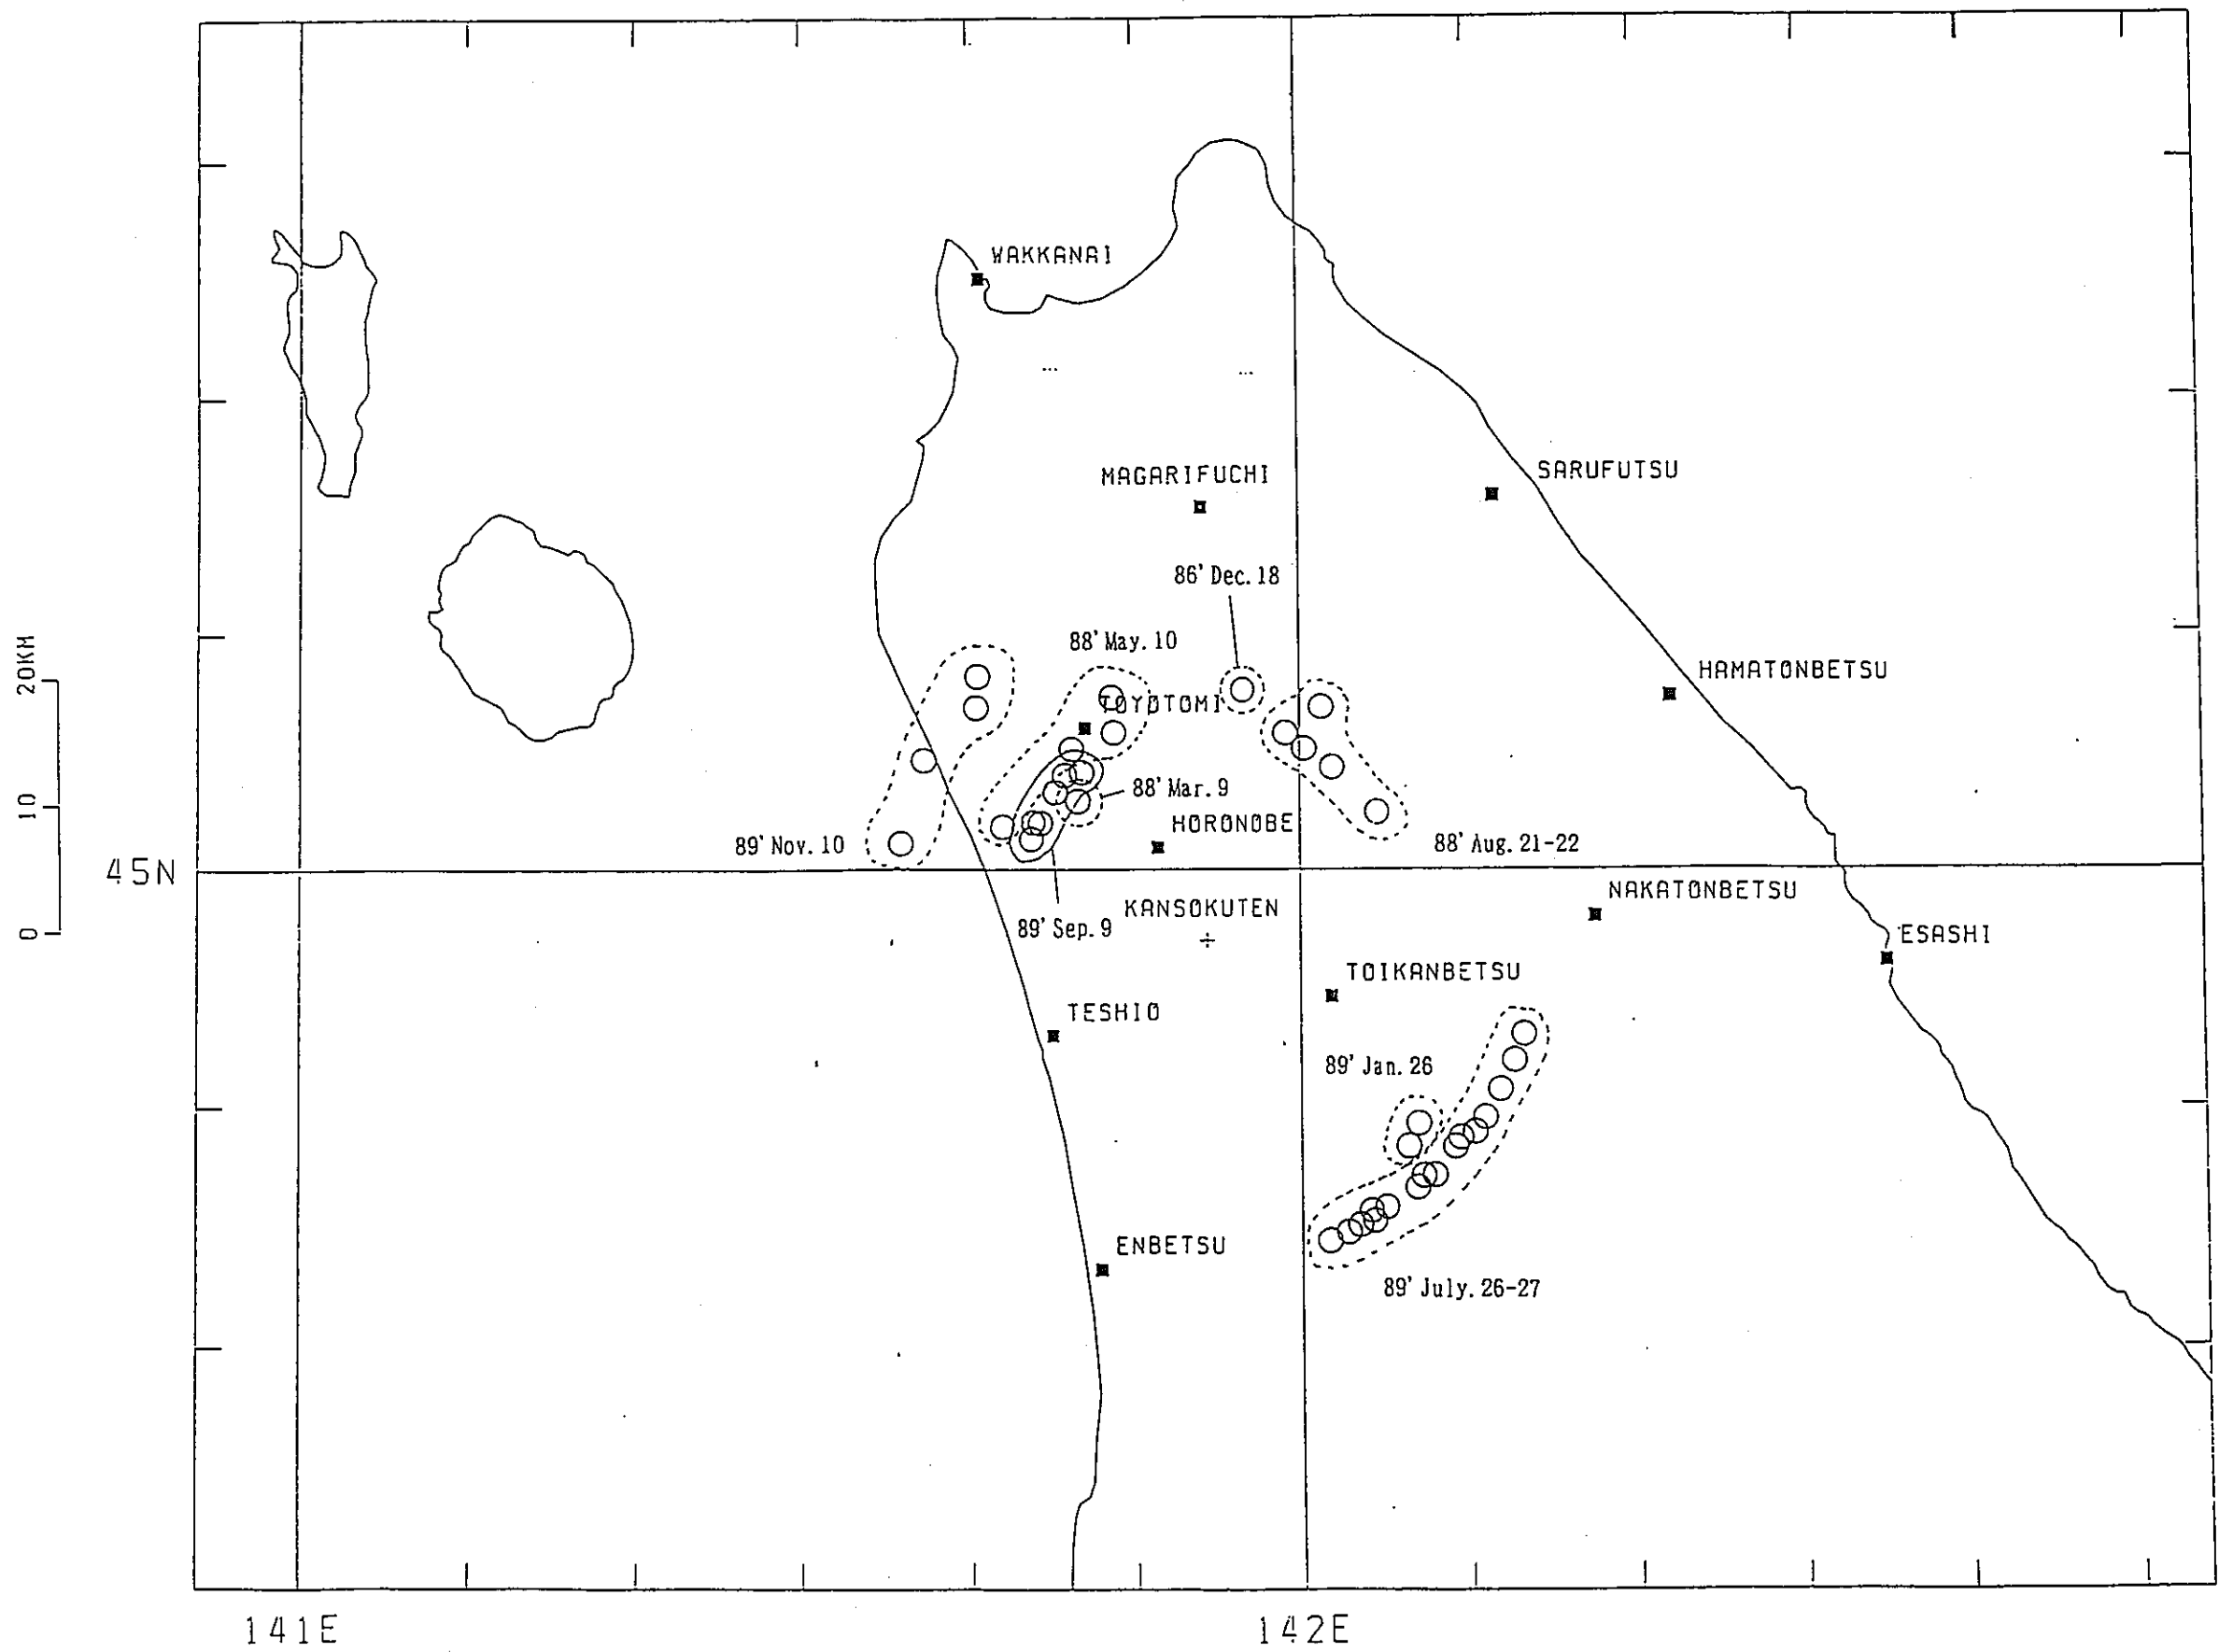 WAKKANAI
MAGARIFUCHI
SARUFUTSU
86' Dec. 18
88' May. 10
HAMATONBETSU
TOYOTOMI
88' Mar. 9
HORONOBE
89' Nov. 10
88' Aug. 21-22
20KM
10
0
45N
NAKATONBETSU
KANSOKUTEN
89' Sep. 9
ESASHI
TOIKANBETSU
TESHIO
89' Jan. 26
ENBETSU
89' July. 26-27
141E
142E